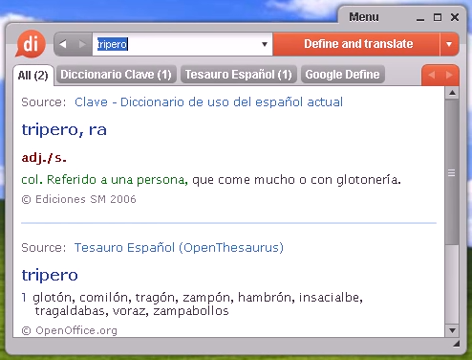 Menu
di
tripero
Define and translate
All (2)
Diccionario Clave (1)
Tesauro Español (1)
Google Define
Source: Clave - Diccionario de uso del español actual
tripero, ra
adj./s.
col. Referido a una persona, que come mucho o con glotonería.
© Ediciones SM 2006
Source: Tesauro Español (OpenThesaurus)
tripero
1 glotón, comilón, tragón, zampón, hambrón, insacialbe,
tragaldabas, voraz, zampabollos
© OpenOffice.org